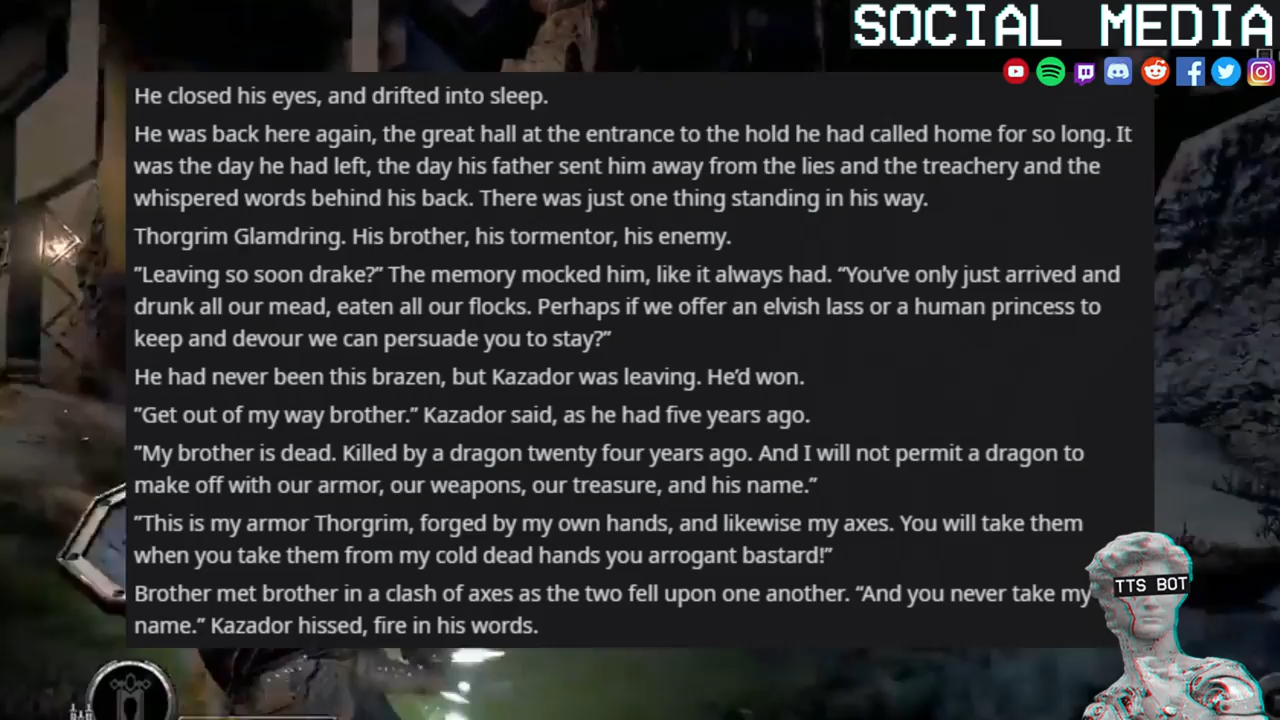 SOCIAL MEDIA
He closed his eyes, and drifted into sleep.
He was back here again, the great hall at the entrance to the hold he had called home for so long. It
was the day he had left, the day his father sent him away from the lies and the treachery and the
whispered words behind his back. There was just one thing standing in his way.
Thorgrim Glamdring. His brother, his tormentor, his enemy.
”Leaving so soon drake?” The memory mocked him, like it always had. “You’ve only just arrived and
drunk all our mead, eaten all our flocks. Perhaps if we offer an elvish lass or a human princess to
keep and devour we can persuade you to stay?”
He had never been this brazen, but Kazador was leaving. He’d won.
”Get out of my way brother.” Kazador said, as he had five years ago.
”My brother is dead. Killed by a dragon twenty four years ago. And I will not permit a dragon to
make off with our armor, our weapons, our treasure, and his name.”
”This is my armor Thorgrim, forged by my own hands, and likewise my axes. You will take them
when you take them from my cold dead hands you arrogant bastard!”
Brother met brother in a clash of axes as the two fell upon one another. “And you never take my
name.” Kazador hissed, fire in his words.
TTS BOT